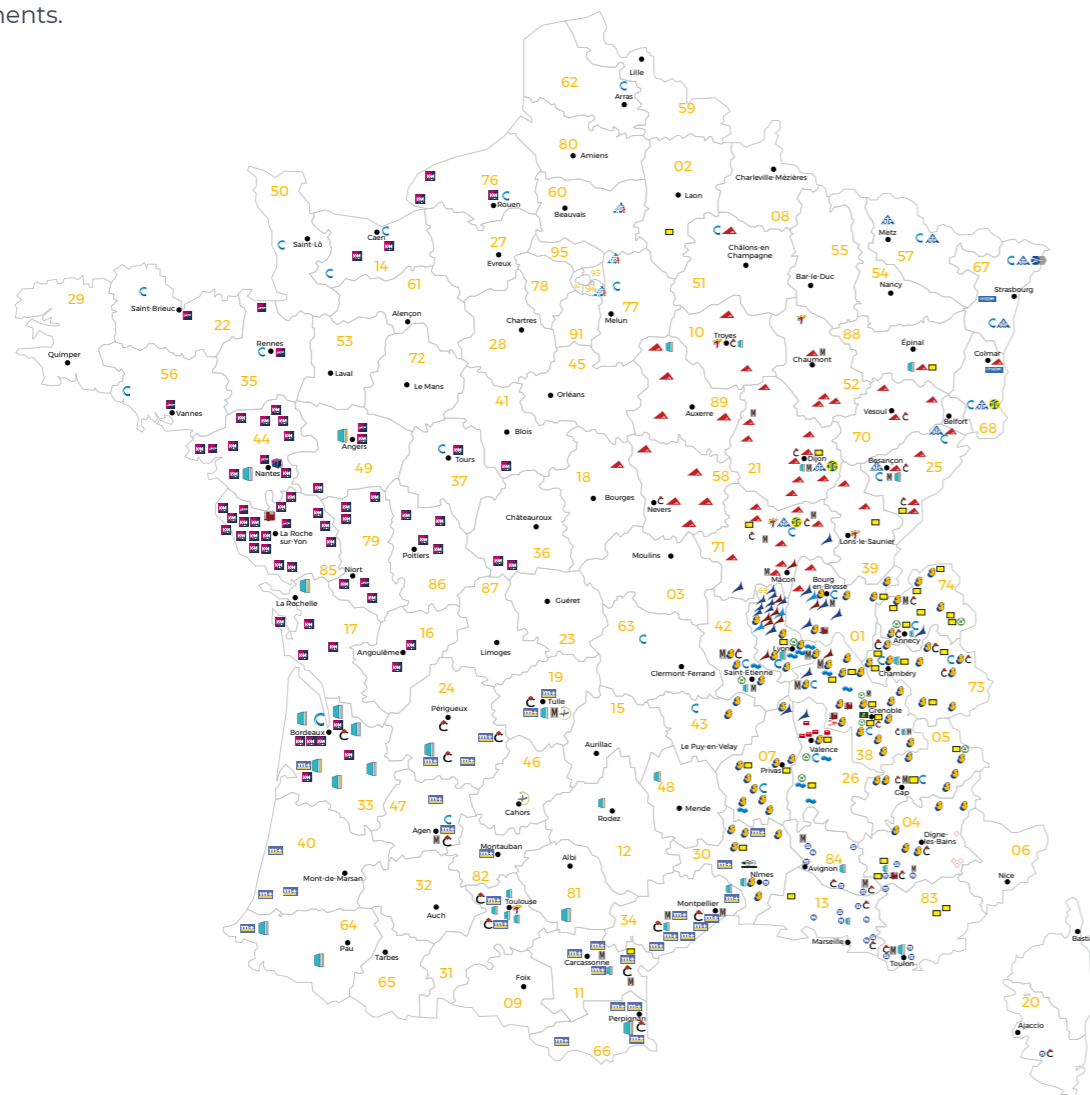 nents.
Lille
62
Arras
59
80
Amiens
02
Charleville-Mézières
Laon
50
76
60
Rouen
Beauvais
08
Metz
Caen
Saint-Lô
27
95
Châlons en
Champagne
55
57
14
Evreux
93
67
Bar-le-Duc
54
29
61
78
94
51
Nancy
Strasbourg
Saint-Brieuc
22
Alençon
77
Melun
53
Chartres
91
10
Troyes
88
Épinal
Rennes
28
Colmar
Quimper
72
45
Chaumont
56
35
Laval
Le Mans
52
Orléans
Vannes
41
89
Auxerre
Vesoul
Belfort
44
Angers
Blois
70
68
Tours
Dijon
Besançon
Nantes
49
37
18
58
21
25
Bourges
Nevers
La Roche
sur-Yon
Châteauroux
Lons-le-Saunier
79
Poitiers
36
Moulins
71
85
Niort
86
87
39
Mâcon
Bourg
en-Bresse
74
La Rochelle
Guéret
03
69
17
16
63
42
01
23
Annecy
Angoulême
Limoges
Lyon
Clermont-Ferrand
Saint-Etienne
Chambéry
24
19
73
Tulle
15
43
Périgueux
Grenoble
Bordeaux
Le Puy-en-Velay
Valence
05
Aurillac
38
46
07
Privas
26
33
47
48
Gap
Cahors
Rodez
Mende
Agen
04
40
Digne-
les-Bains
Montauban
12
30
Albi
84
06
Mont-de-Marsan
82
Avignon
Nîmes
32
81
Nice
Toulouse
13
83
Auch
Montpellier
34
64
Marseille
Pau
Bastia
Tarbes
Carcassonne
Toulon
31
65
Foix
11
09
20
Perpignan
Ajaccio
66